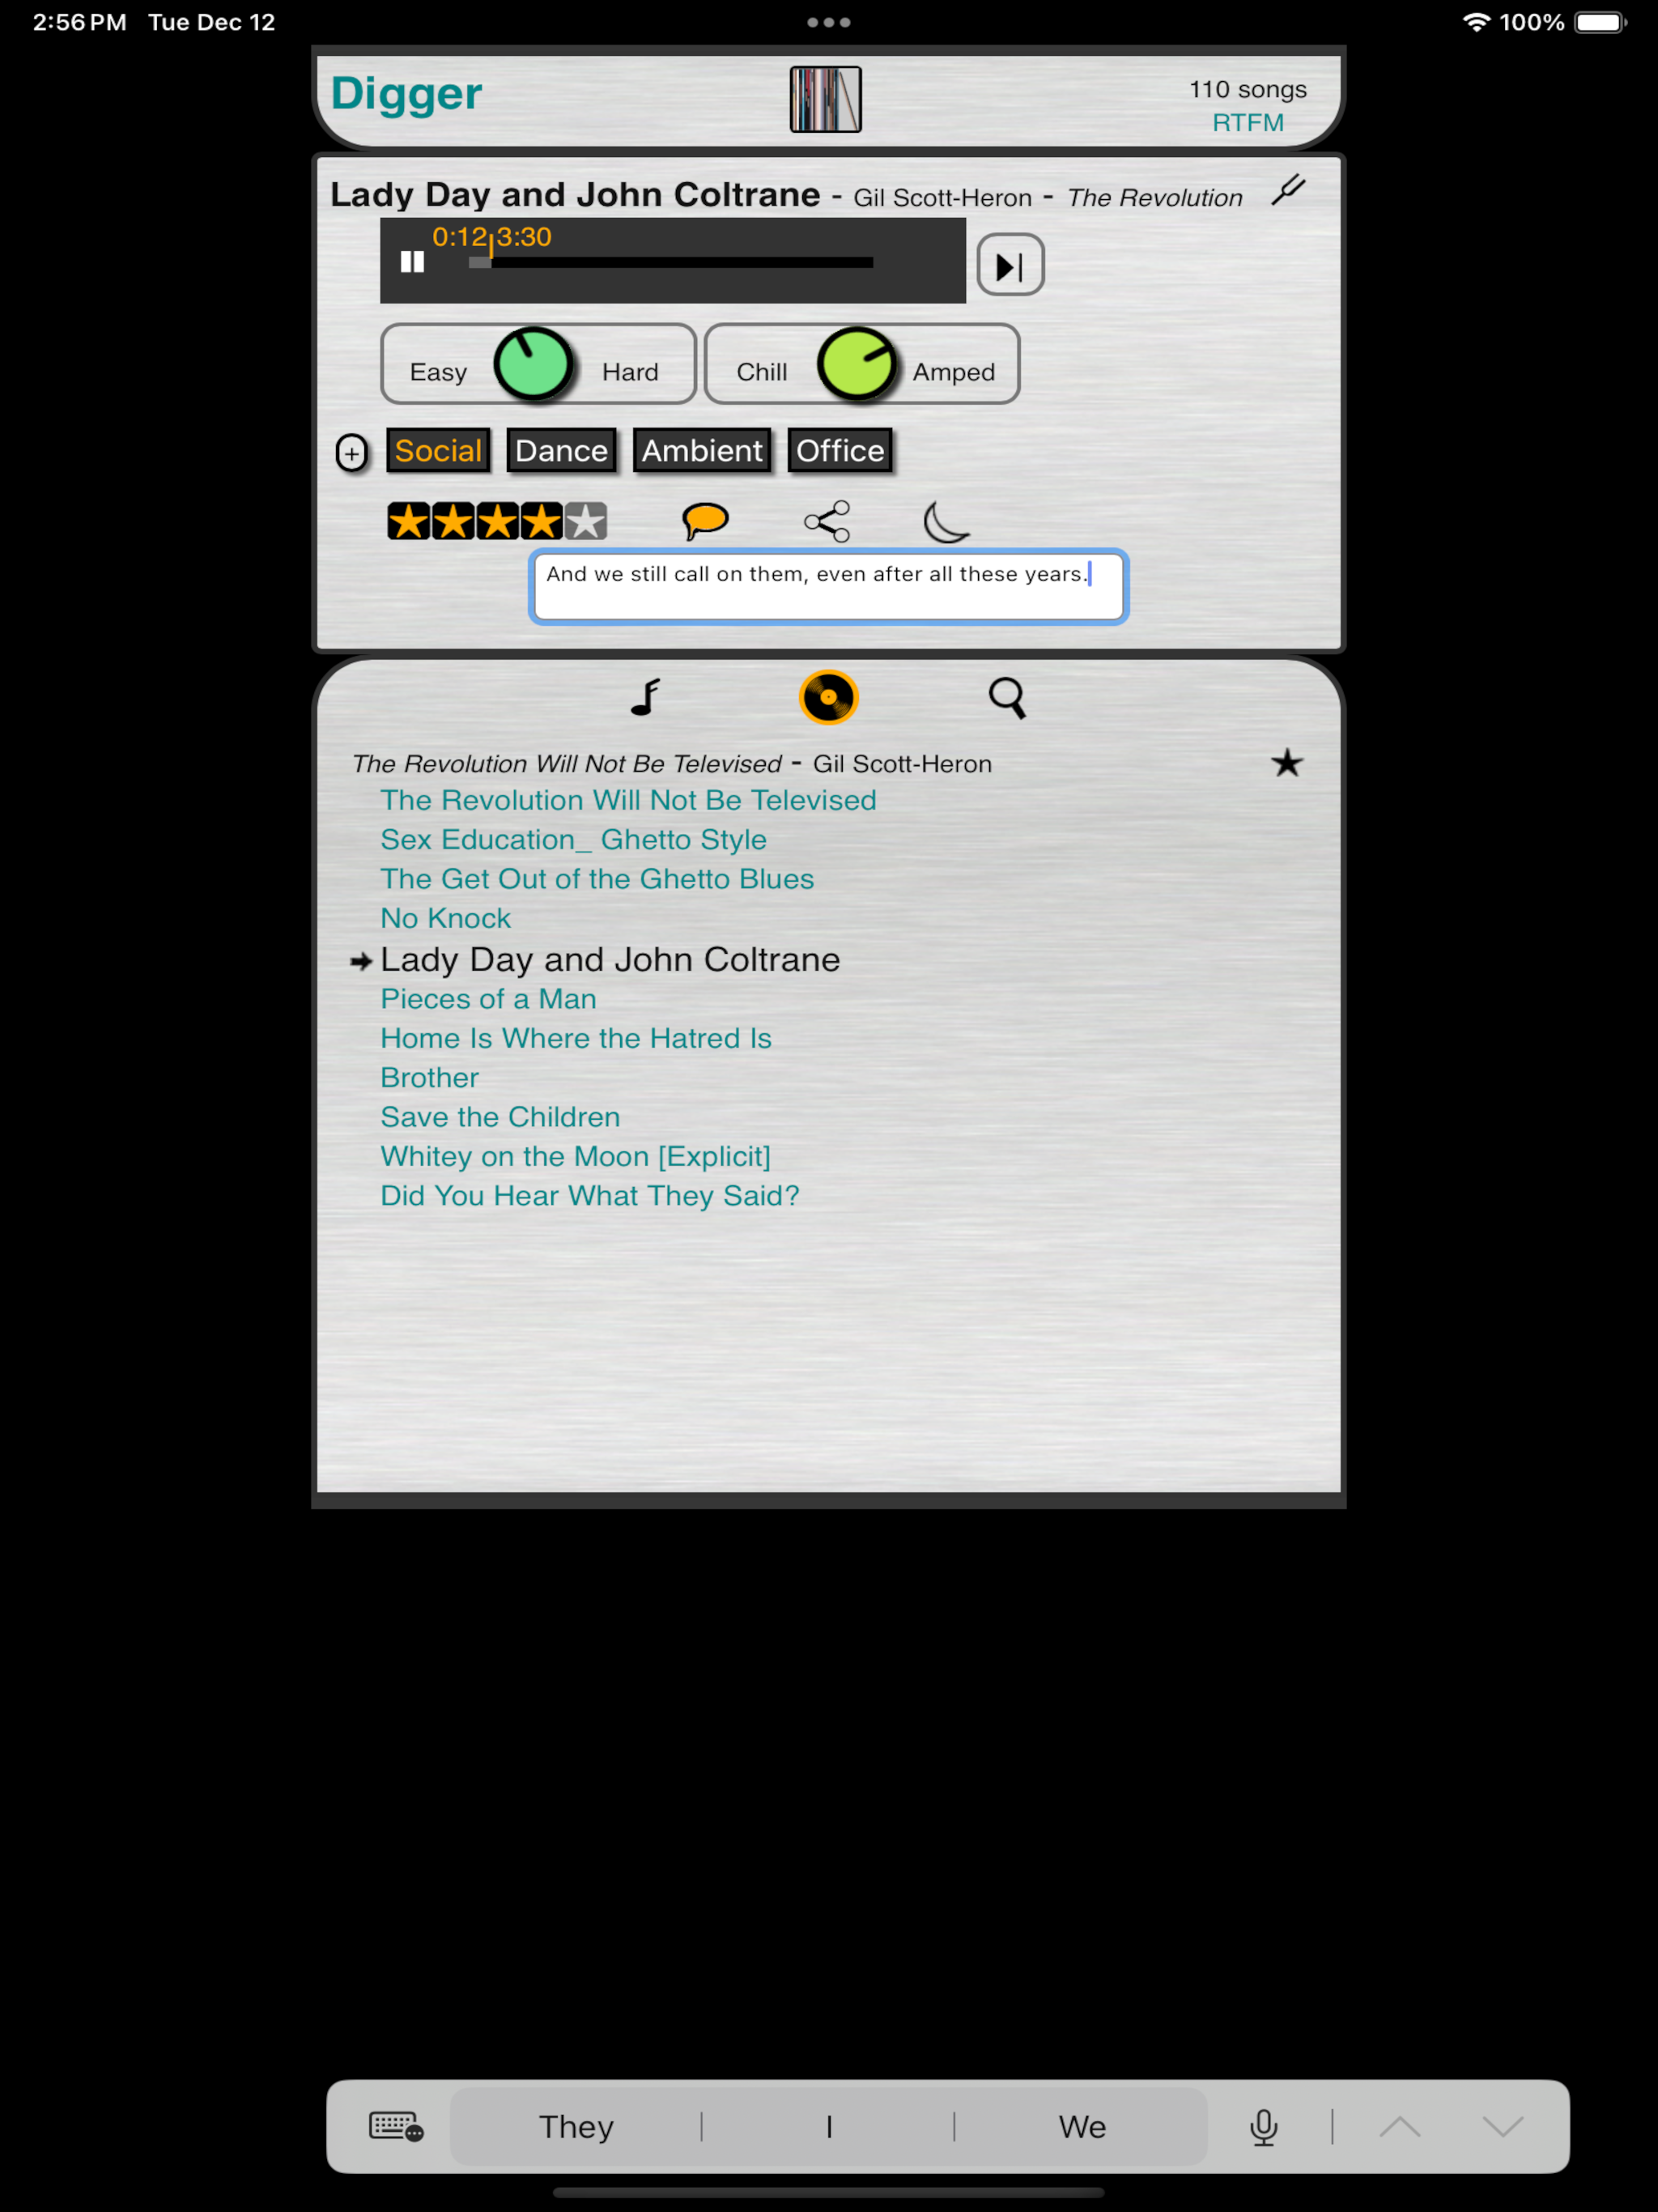 2:56 PM Tue Dec 12 100%
Digger
110 songs
RTFM
Lady Day and John Coltrane - Gil Scott-Heron - The Revolution
0:12 3:30
Easy Hard Chill Amped
Social Dance Ambient Office
And we still call on them, even after all these years.
The Revolution Will Not Be Televised - Gil Scott-Heron
The Revolution Will Not Be Televised
Sex Education_ Ghetto Style
The Get Out of the Ghetto Blues
No Knock
Lady Day and John Coltrane
Pieces of a Man
Home Is Where the Hatred Is
Brother
Save the Children
Whitey on the Moon [Explicit]
Did You Hear What They Said?
They I We